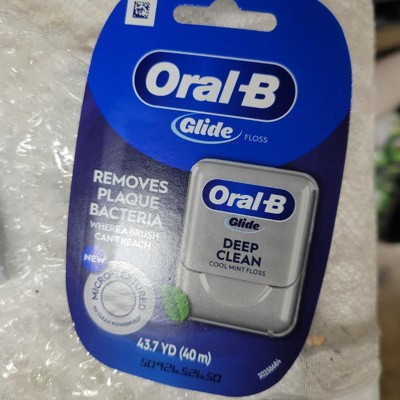 Oral-B
Glide FLOSS
REMOVES
PLAQUE
BACTERIA
WHERE A BRUSH
CAN'T REACH
NEW
Oral-B
Glide
DEEP
CLEAN
COOL MINT FLOSS
43.7 YD (40 m)